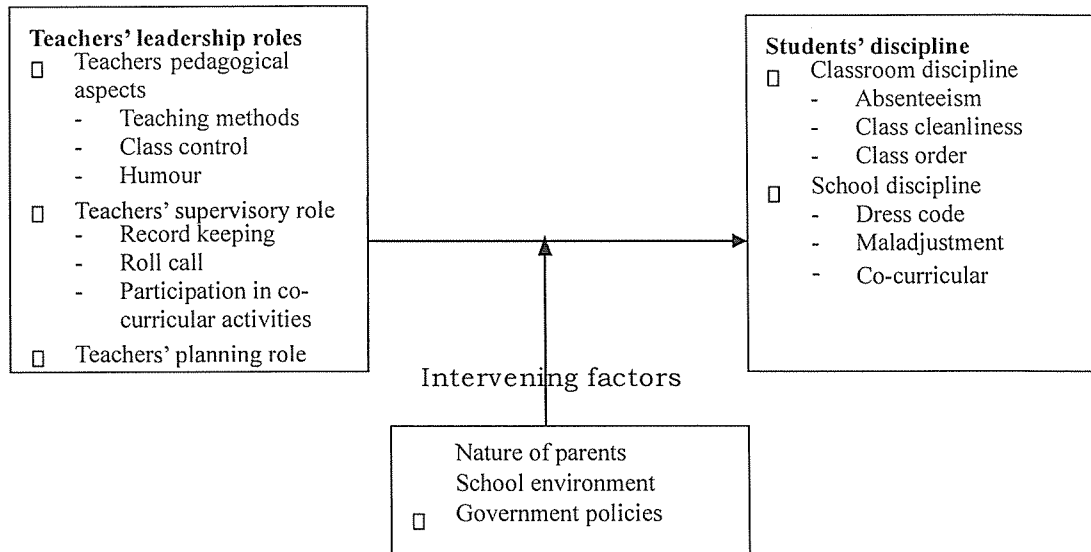 Teachers' leadership roles
Teachers pedagogical
aspects
- Teaching methods
- Class control
- Humour
Teachers' supervisory role
- Record keeping
- Roll call
- Participation in co-
curricular activities
Teachers' planning role
Students' discipline
Classroom discipline
- Absenteeism
- Class cleanliness
- Class order
School discipline
- Dress code
- Maladjustment
- Co-curricular
Intervening factors
Nature of parents
School environment
Government policies